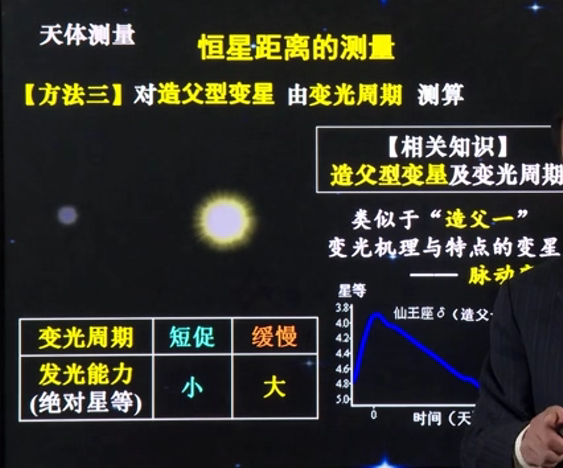 天体测量
恒星距离的测量
【方法三】对造父型变星 由变光周期 测算
【相关知识】
造父型变星及变光周期
类似于“造父一”
变光机理与特点的变星
—— 脉动
星等
仙王座δ（造父一
3.8
4.0
4.2
4.4
4.6
4.8
5.0
0
时间（天
变光周期 短促 缓慢
发光能力
(绝对星等) 小 大